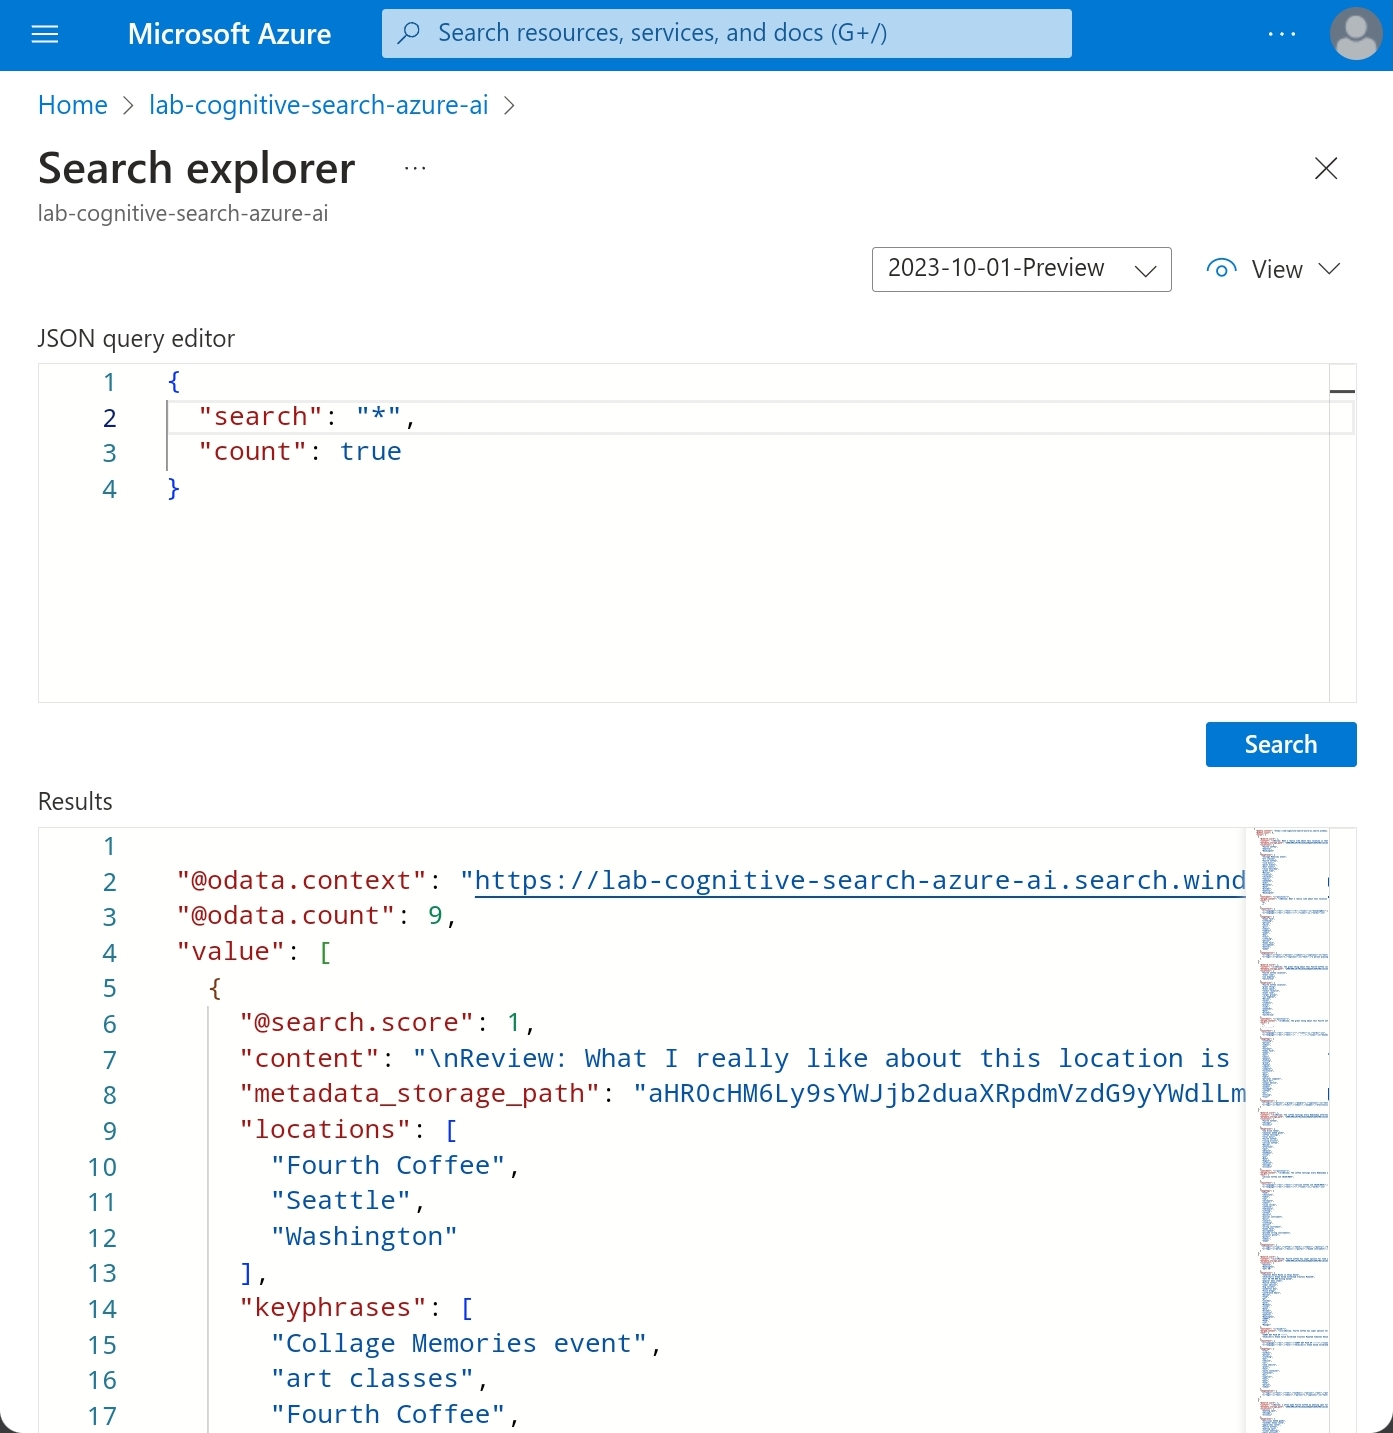 Microsoft Azure
Search resources, services, and docs (G+/)
...
Home > lab-cognitive-search-azure-ai >
Search explorer ...
lab-cognitive-search-azure-ai
2023-10-01-Preview
View
JSON query editor
1 {
2 "search": "*",
3 "count": true
4 }
Search
Results
1
2 "@odata.context": "https://lab-cognitive-search-azure-ai.search.wind
3 "@odata.count": 9,
4 "value": [
5 {
6 "@search.score": 1,
7 "content": "\nReview: What I really like about this location is
8 "metadata_storage_path": "aHR0cHM6Ly9sYWJjb2duaXRpdmVzdG9yYWdlLm
9 "locations": [
10 "Fourth Coffee",
11 "Seattle",
12 "Washington"
13 ],
14 "keyphrases": [
15 "Collage Memories event",
16 "art classes",
17 "Fourth Coffee",